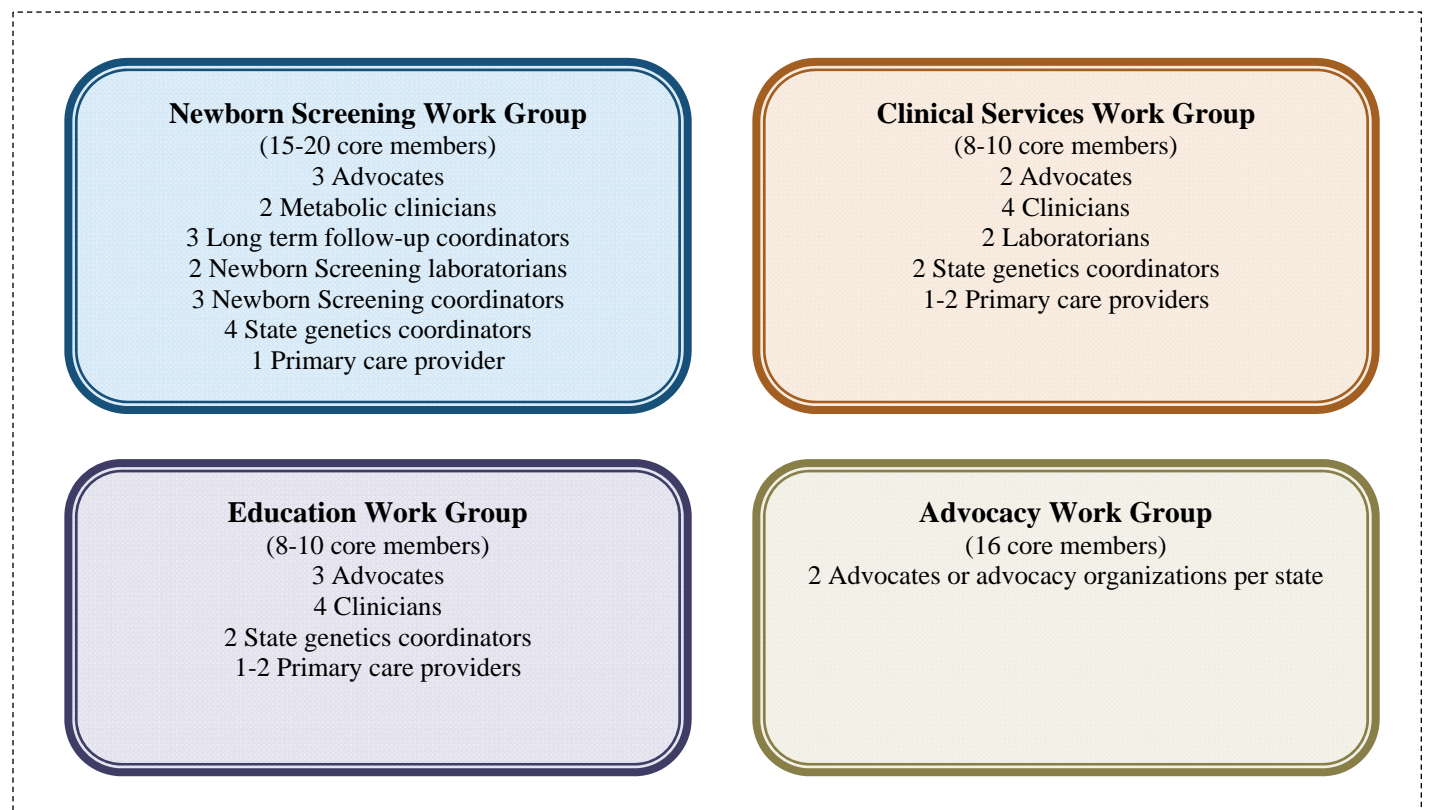 Newborn Screening Work Group
(15-20 core members)
3 Advocates
2 Metabolic clinicians
3 Long term follow-up coordinators
2 Newborn Screening laboratorians
3 Newborn Screening coordinators
4 State genetics coordinators
1 Primary care provider
Clinical Services Work Group
(8-10 core members)
2 Advocates
4 Clinicians
2 Laboratorians
2 State genetics coordinators
1-2 Primary care providers
Education Work Group
(8-10 core members)
3 Advocates
4 Clinicians
2 State genetics coordinators
1-2 Primary care providers
Advocacy Work Group
(16 core members)
2 Advocates or advocacy organizations per state